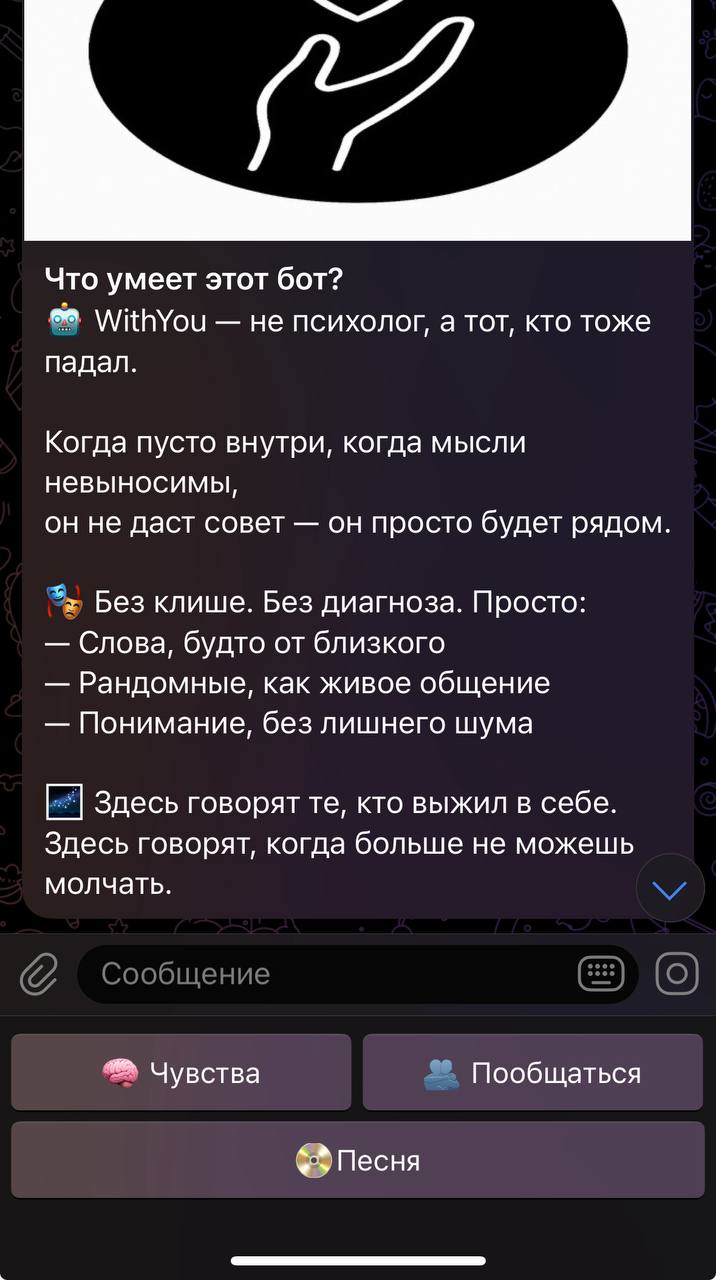 Что умеет этот бот?
🤖 WithYou — не психолог, а тот, кто тоже
падал.
Когда пусто внутри, когда мысли
невыносимы,
он не даст совет — он просто будет рядом.
🎭 Без клише. Без диагноза. Просто:
— Слова, будто от близкого
— Рандомные, как живое общение
— Понимание, без лишнего шума
🌌 Здесь говорят те, кто выжил в себе.
Здесь говорят, когда больше не можешь
молчать.
Сообщение
🧠 Чувства
🫂 Пообщаться
📀Песня